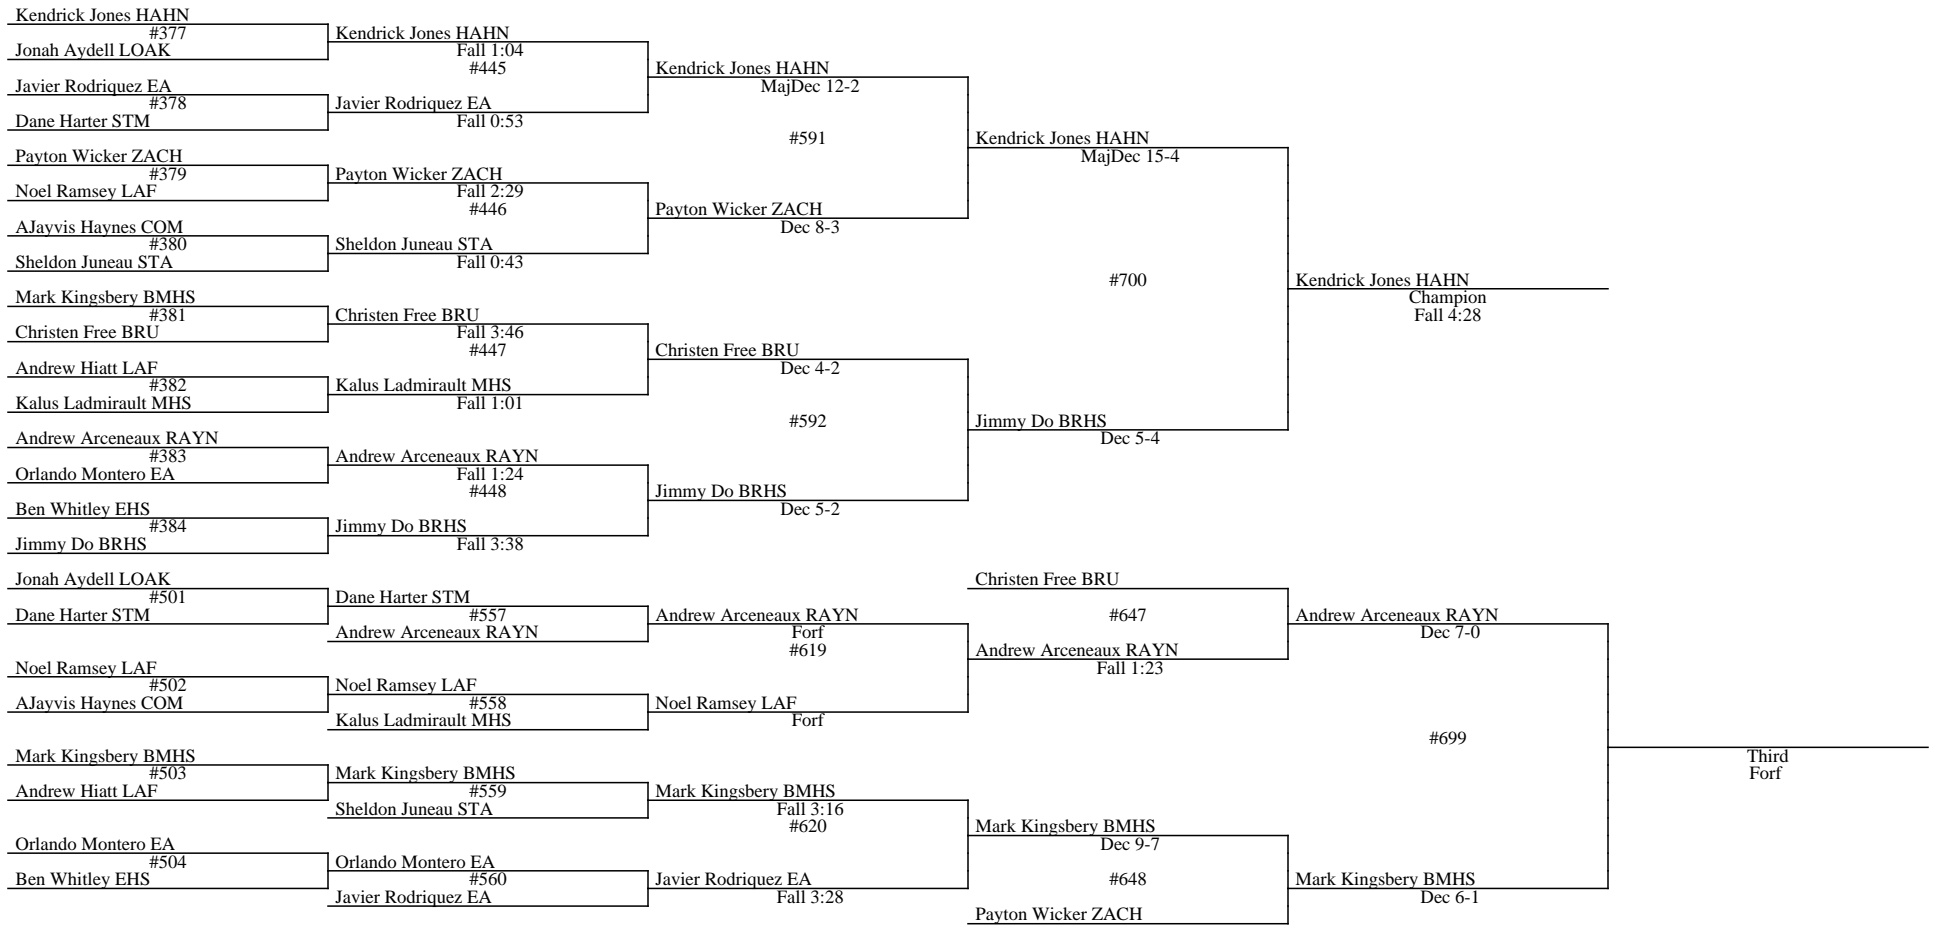 Kendrick Jones HAHN
#377
Jonah Aydell LOAK
Javier Rodriquez EA
#378
Dane Harter STM
Payton Wicker ZACH
#379
Noel Ramsey LAF
AJayvis Haynes COM
#380
Sheldon Juneau STA
Mark Kingsbery BMHS
#381
Christen Free BRU
Andrew Hiatt LAF
#382
Kalus Ladmirault MHS
Andrew Arceneaux RAYN
#383
Orlando Montero EA
Ben Whitley EHS
#384
Jimmy Do BRHS
Kendrick Jones HAHN
Fall 1:04
#445
Javier Rodriquez EA
Fall 0:53
Payton Wicker ZACH
Fall 2:29
#446
Sheldon Juneau STA
Fall 0:43
Christen Free BRU
Fall 3:46
#447
Kalus Ladmirault MHS
Fall 1:01
Andrew Arceneaux RAYN
Fall 1:24
#448
Jimmy Do BRHS
Fall 3:38
Kendrick Jones HAHN
MajDec 12-2
#591
Payton Wicker ZACH
Dec 8-3
Christen Free BRU
Dec 4-2
#592
Jimmy Do BRHS
Dec 5-2
Kendrick Jones HAHN
MajDec 15-4
#700
Jimmy Do BRHS
Dec 5-4
Kendrick Jones HAHN
Champion
Fall 4:28
Jonah Aydell LOAK
#501
Dane Harter STM
Noel Ramsey LAF
#502
AJayvis Haynes COM
Mark Kingsbery BMHS
#503
Andrew Hiatt LAF
Orlando Montero EA
#504
Ben Whitley EHS
Dane Harter STM
#557
Andrew Arceneaux RAYN
Noel Ramsey LAF
#558
Kalus Ladmirault MHS
Mark Kingsbery BMHS
#559
Sheldon Juneau STA
Orlando Montero EA
#560
Javier Rodriquez EA
Andrew Arceneaux RAYN
Forf
#619
Noel Ramsey LAF
Forf
Mark Kingsbery BMHS
Fall 3:16
#620
Javier Rodriquez EA
Fall 3:28
Christen Free BRU
#647
Andrew Arceneaux RAYN
Fall 1:23
Mark Kingsbery BMHS
Dec 9-7
#648
Payton Wicker ZACH
Andrew Arceneaux RAYN
Dec 7-0
#699
Mark Kingsbery BMHS
Dec 6-1
Third
Forf